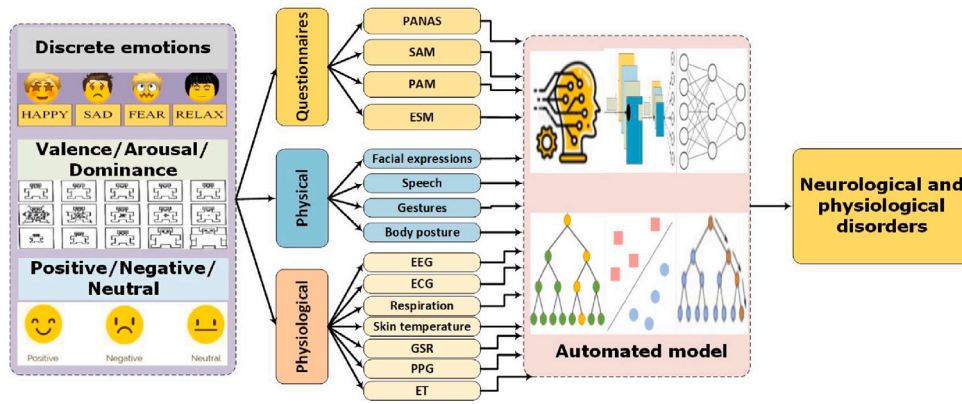 Discrete emotions
HAPPY
SAD
FEAR
RELAX
Valence/Arousal/
Dominance
Positive/Negative/
Neutral
Positive
Negative
Neutral
Questionnaires
PANAS
SAM
PAM
ESM
Physical
Facial expressions
Speech
Gestures
Body posture
Physiological
EEG
ECG
Respiration
Skin temperature
GSR
PPG
ET
Automated model
Neurological and
physiological
disorders